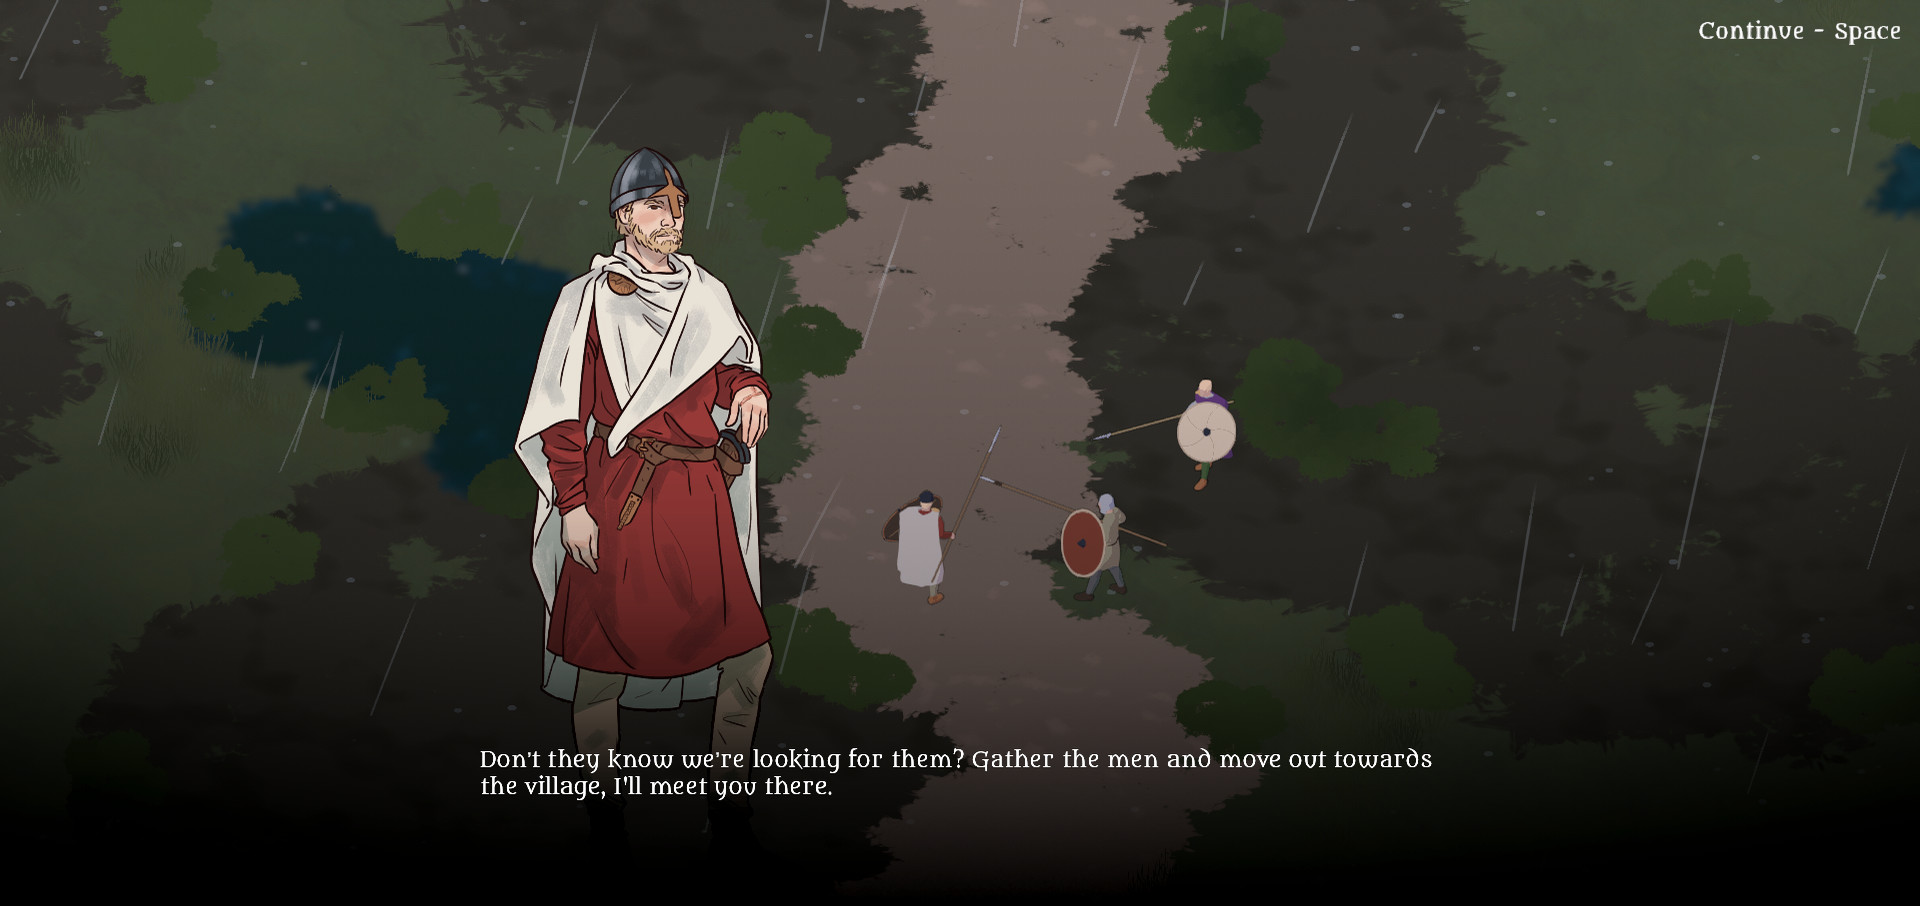 Continue - Space
Don't they know we're looking for them? Gather the men and move out towards
the village, I'll meet you there.